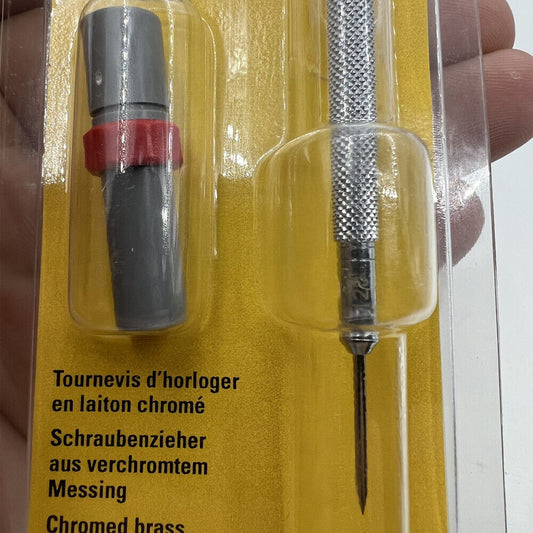 Tournevis d'horloger
en laiton chromé
Schraubenzieher
aus verchromtem
Messing
Chromed brass